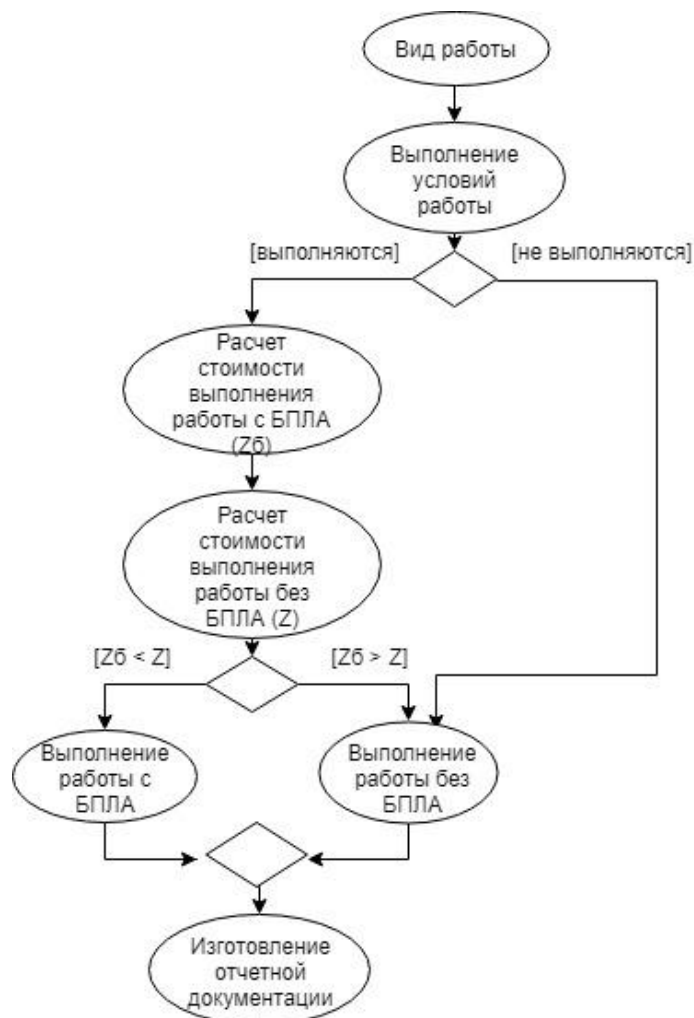 Вид работы
Выполнение
условий
работы
[выполняются]
[не выполняются]
Расчет
стоимости
выполнения
работы с БПЛА
(Zб)
Расчет
стоимости
выполнения
работы без
БПЛА (Z)
[Zб < Z]
[Zб > Z]
Выполнение
работы с
БПЛА
Выполнение
работы без
БПЛА
Изготовление
отчетной
документации